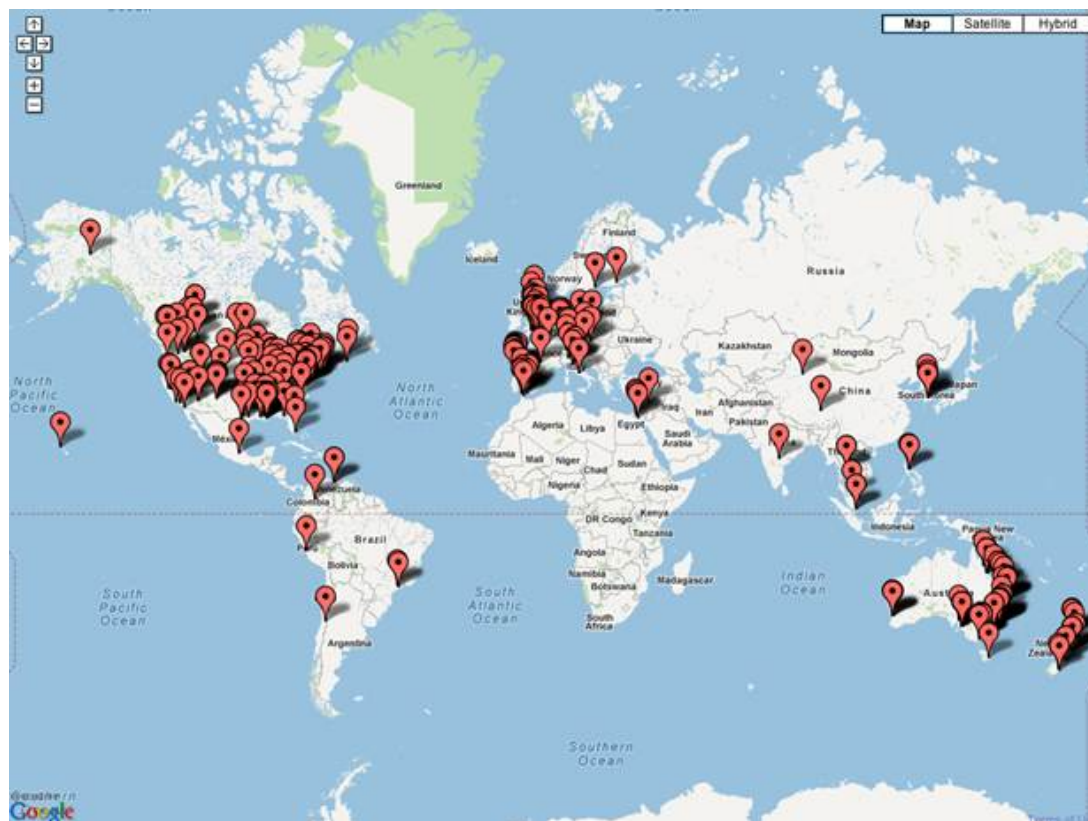 Map Satellite Hybrid
Greenland
Iceland
Finland
Norway
Russia
Ukraine
Kazakhstan
Mongolia
North
Pacific
Ocean
North
Atlantic
Ocean
China
South Korea
Japan
Afghanistan
Iraq
Iran
Pakistan
Algeria
Libya
Egypt
Saudi
Arabia
Mauritania
Mali
Niger
Chad
Sudan
Nigeria
Ethiopia
Colombia
Kenya
DR Congo
Tanzania
Indonesia
Papua New
Brazil
Bolivia
Angola
Namibia
Botswana
Madagascar
Indian
Ocean
South
Pacific
Ocean
South
Atlantic
Ocean
South
Africa
Argentina
Southern
Ocean
Google